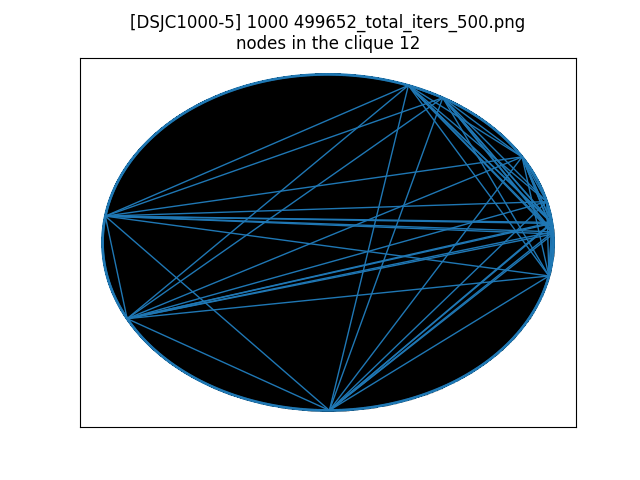 [DSJC1000-5] 1000 499652_total_iters_500.png
nodes in the clique 12